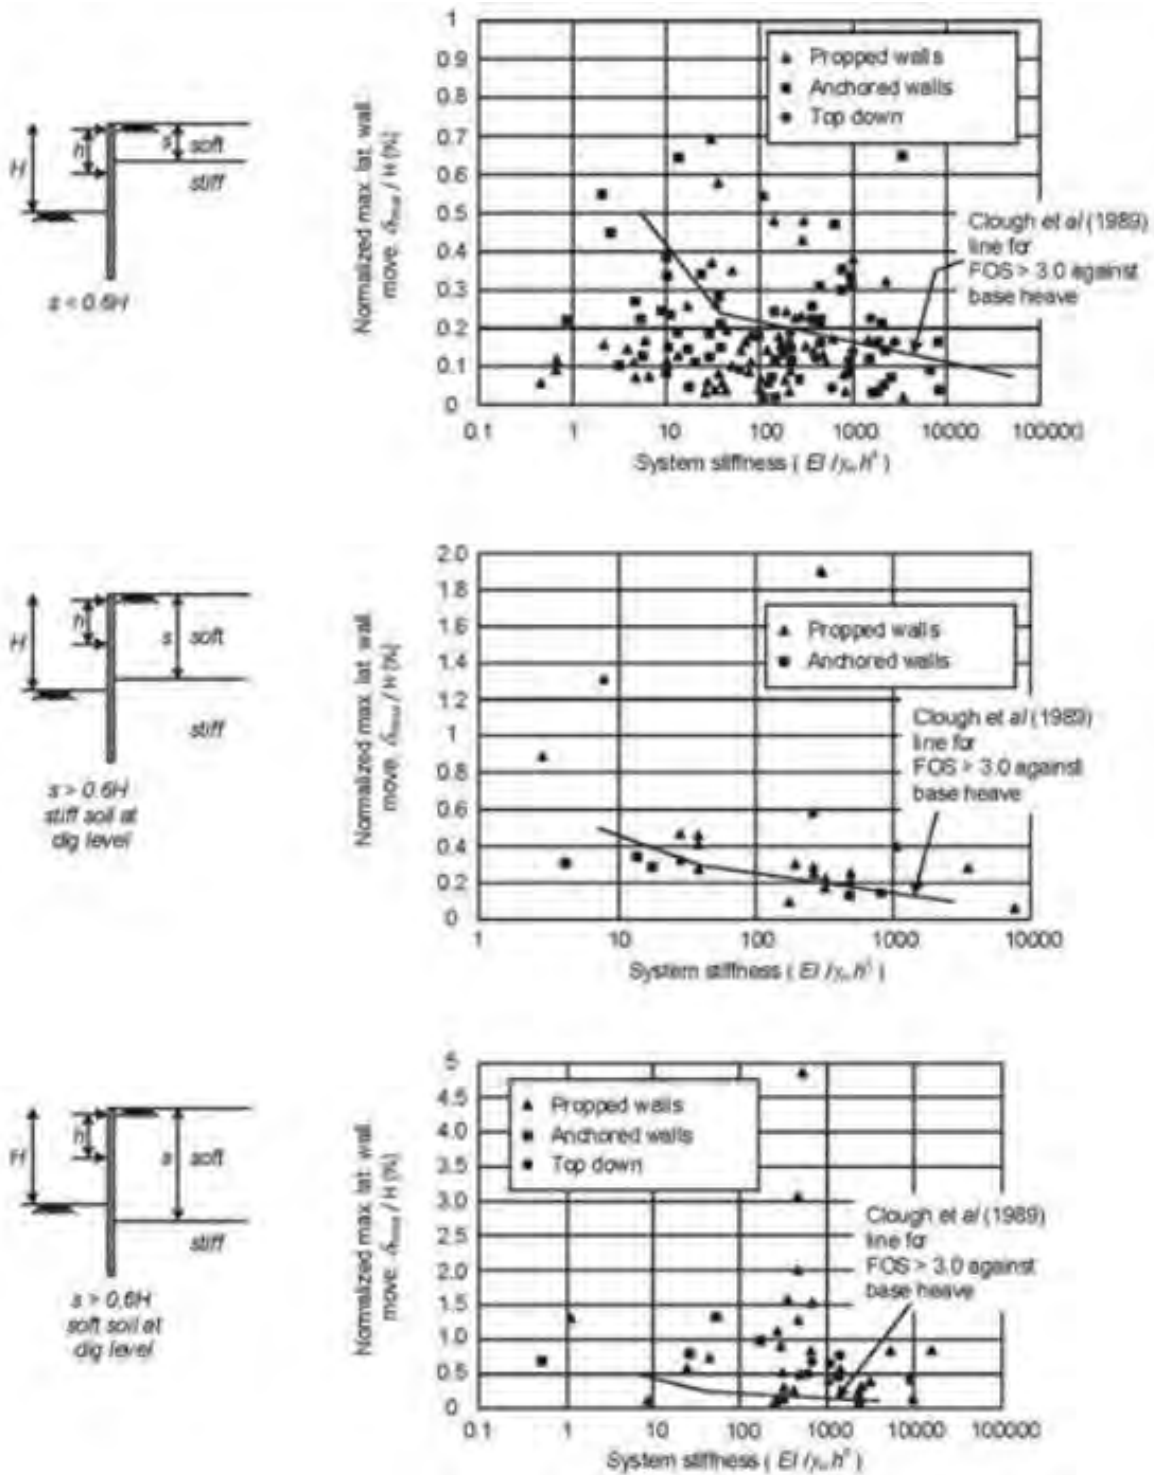 H
h
s
soft
stiff
s < 0.6H
Normalized max. lat. wall
move. δmax / H (%)
1
0.9
0.8
0.7
0.6
0.5
0.4
0.3
0.2
0.1
0
0.1
1
10
100
1000
10000
100000
System stiffness ( EI / γw h⁴ )
Propped walls
Anchored walls
Top down
Clough et al (1989)
line for
FOS > 3.0 against
base heave
H
h
s
soft
stiff
s > 0.6H
stiff soil at
dig level
Normalized max. lat. wall
move. δmax / H (%)
2.0
1.8
1.6
1.4
1.2
1
0.8
0.6
0.4
0.2
0
1
10
100
1000
10000
System stiffness ( EI / γw h⁴ )
Propped walls
Anchored walls
Clough et al (1989)
line for
FOS > 3.0 against
base heave
H
h
s
soft
stiff
s > 0.6H
soft soil at
dig level
Normalized max. lat. wall
move. δmax / H (%)
5
4.5
4.0
3.5
3.0
2.5
2.0
1.5
1.0
0.5
0
0.1
1
10
100
1000
10000
100000
System stiffness ( EI / γw h⁴ )
Propped walls
Anchored walls
Top down
Clough et al (1989)
line for
FOS > 3.0 against
base heave